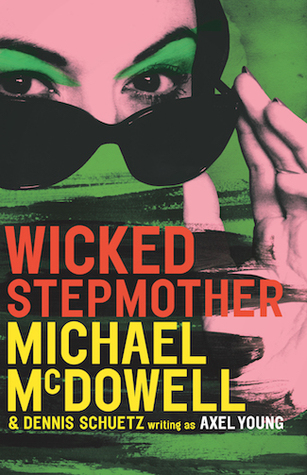 WICKED
STEPMOTHER
MICHAEL
McDOWELL
& DENNIS SCHUETZ writing as AXEL YOUNG